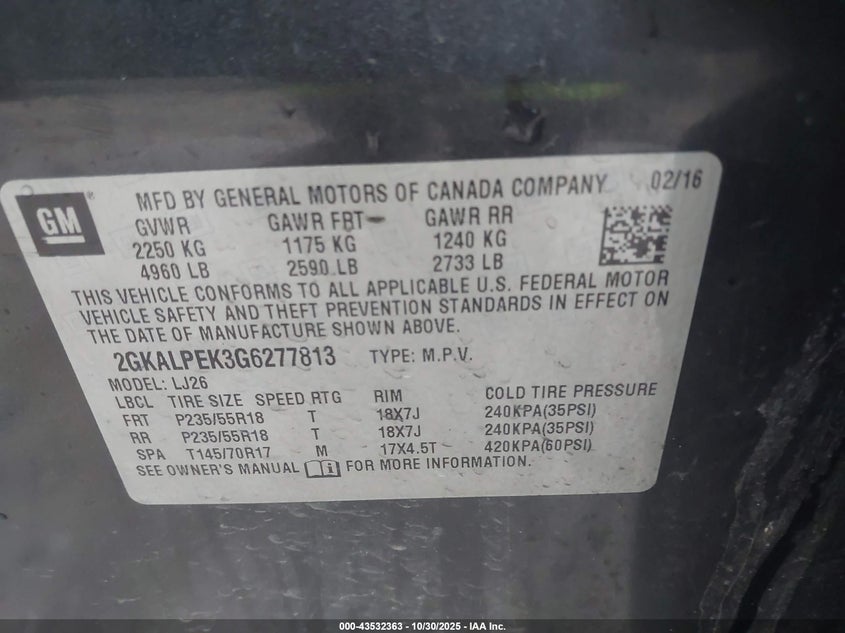 GM ®
MFD BY GENERAL MOTORS OF CANADA COMPANY 02/16
GVWR GAWR FRT GAWR RR
2250 KG 1175 KG 1240 KG
4960 LB 2590 LB 2733 LB
THIS VEHICLE CONFORMS TO ALL APPLICABLE U.S. FEDERAL MOTOR
VEHICLE SAFETY AND THEFT PREVENTION STANDARDS IN EFFECT ON
THE DATE OF MANUFACTURE SHOWN ABOVE.
2GKALPEK3G6277813 TYPE: M.P.V.
MODEL: LJ26
LBCL TIRE SIZE SPEED RTG RIM COLD TIRE PRESSURE
FRT P235/55R18 T 18X7J 240KPA(35PSI)
RR P235/55R18 T 18X7J 240KPA(35PSI)
SPA T145/70R17 M 17X4.5T 420KPA(60PSI)
SEE OWNER'S MANUAL i FOR MORE INFORMATION.
000-43532363 - 10/30/2025 - IAA Inc.